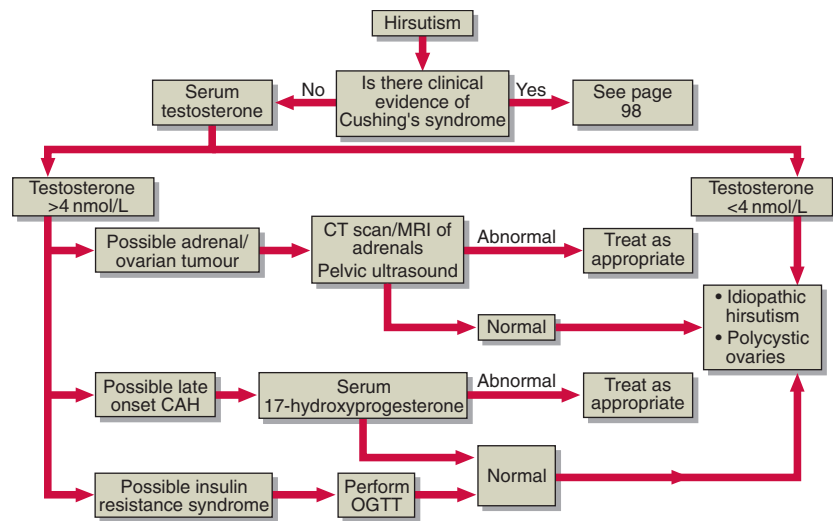 Hirsutism
Is there clinical
evidence of
Cushing's syndrome
No
Yes
Serum
testosterone
See page
98
Testosterone
>4 nmol/L
Testosterone
<4 nmol/L
Possible adrenal/
ovarian tumour
CT scan/MRI of
adrenals
Pelvic ultrasound
Abnormal
Treat as
appropriate
Normal
• Idiopathic
hirsutism
• Polycystic
ovaries
Possible late
onset CAH
Serum
17-hydroxyprogesterone
Abnormal
Treat as
appropriate
Normal
Possible insulin
resistance syndrome
Perform
OGTT